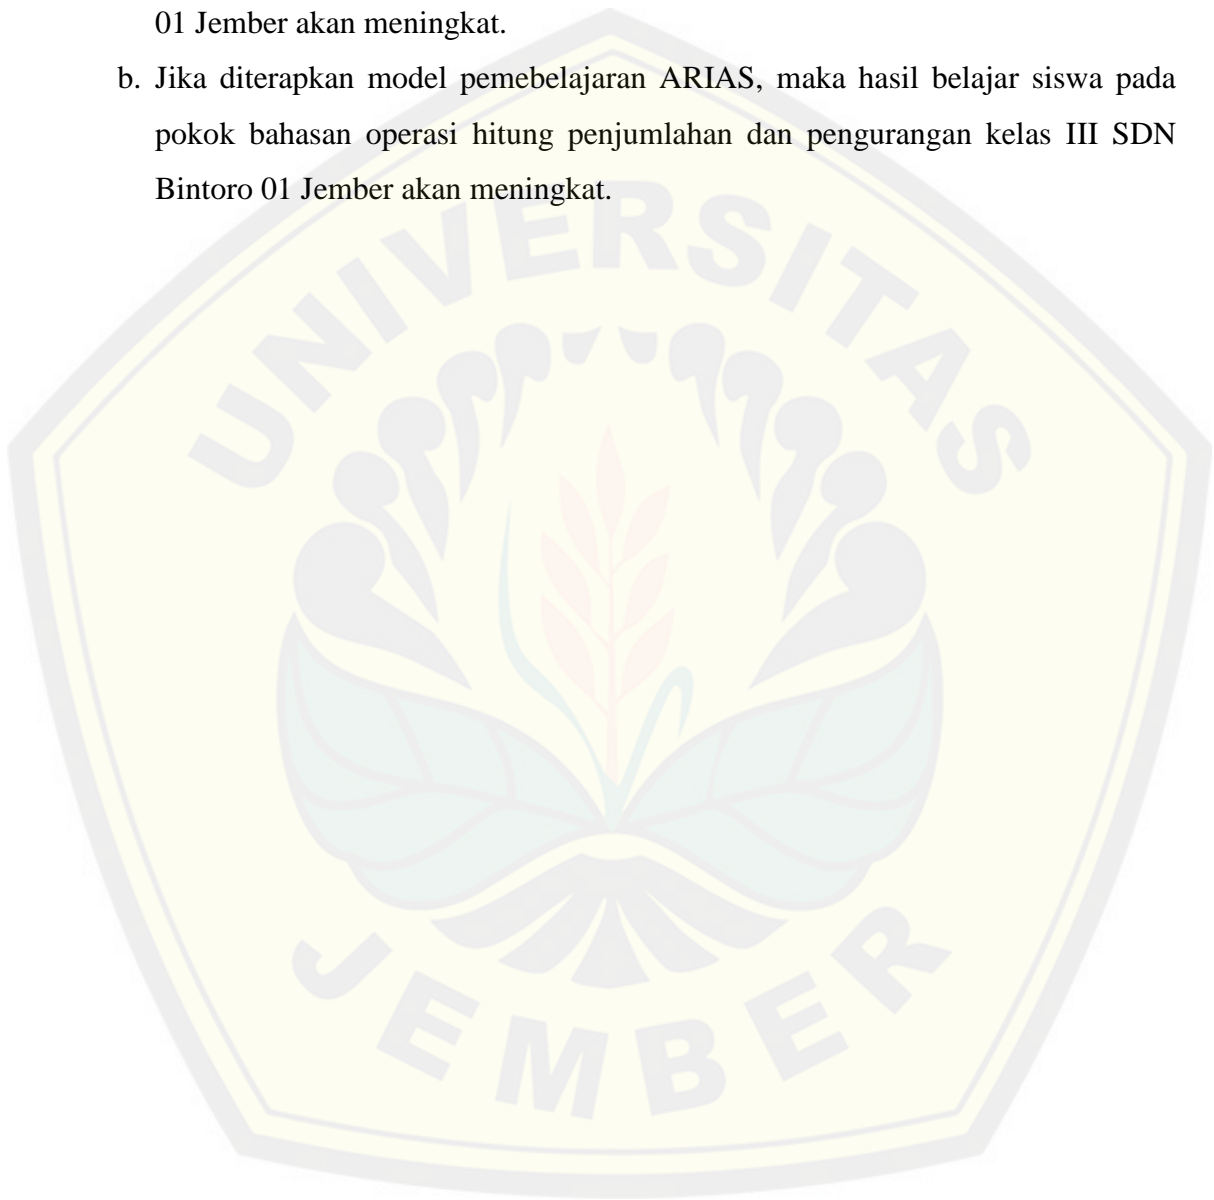 01 Jember akan meningkat.
b. Jika diterapkan model pemebelajaran ARIAS, maka hasil belajar siswa pada
pokok bahasan operasi hitung penjumlahan dan pengurangan kelas III SDN
Bintoro 01 Jember akan meningkat.
UNIVERSITAS
JEMBER